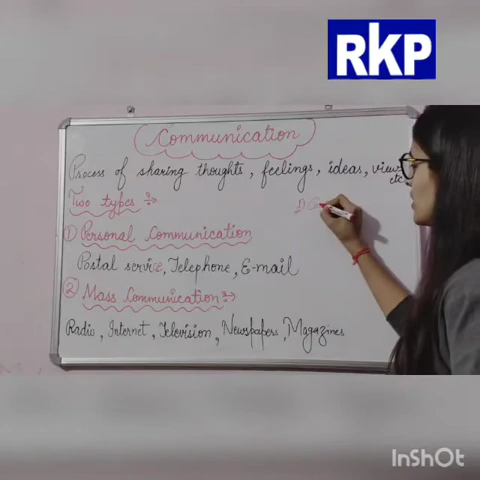 RKP
Communication
Process of sharing thoughts, feelings, ideas, views
etc
Two types :-
① Personal Communication
Postal service, Telephone, E-mail
② Mass Communication :->
Radio, Internet, Television, Newspapers, Magazines
InShOt